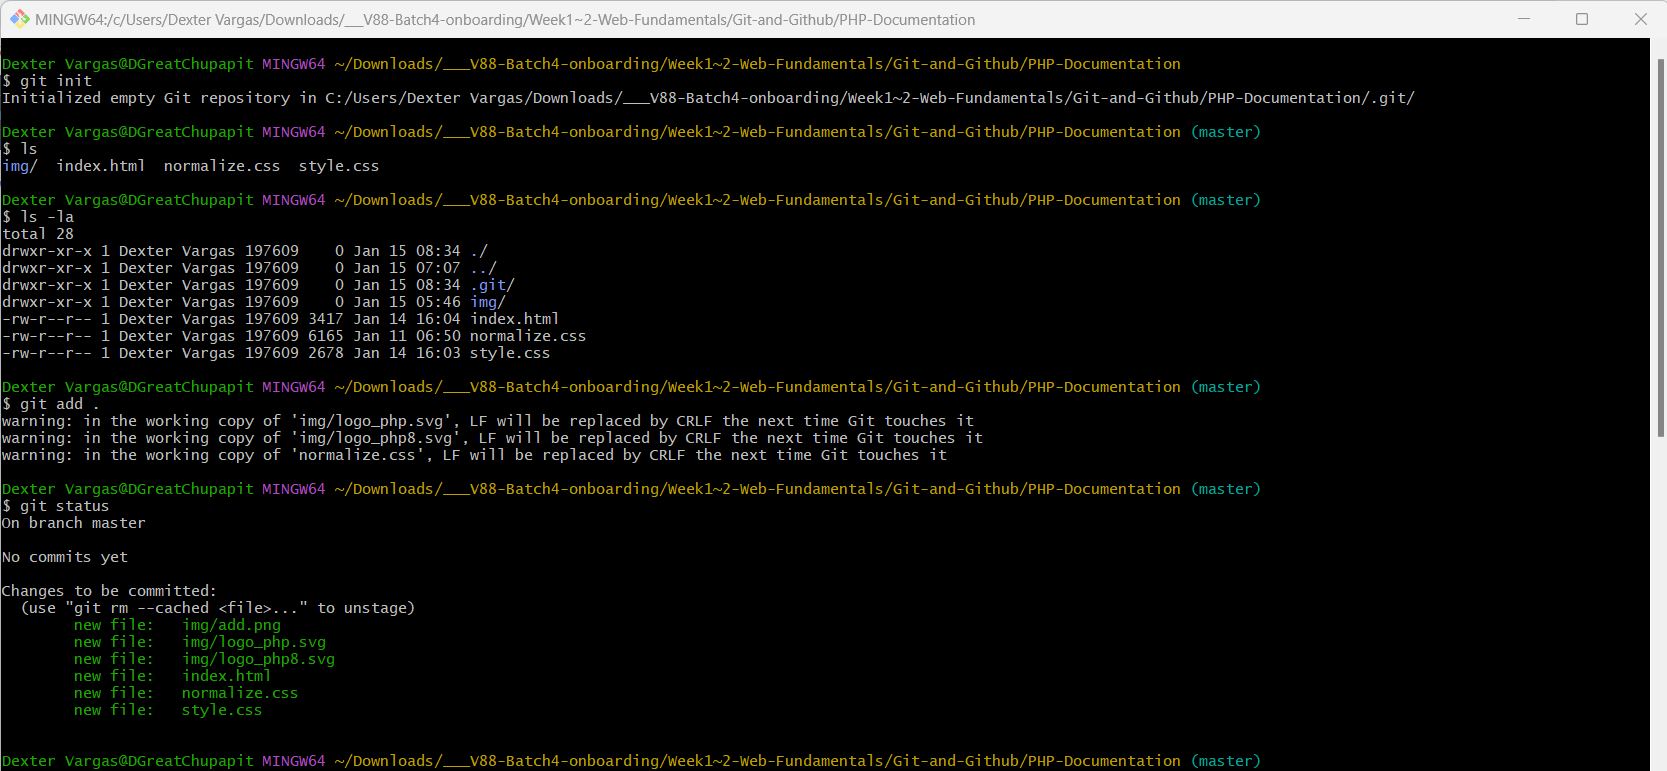 MINGW64:/c/Users/Dexter Vargas/Downloads/___V88-Batch4-onboarding/Week1~2-Web-Fundamentals/Git-and-Github/PHP-Documentation
Dexter Vargas@DGreatChupapit MINGW64 ~/Downloads/___V88-Batch4-onboarding/Week1~2-Web-Fundamentals/Git-and-Github/PHP-Documentation
$ git init
Initialized empty Git repository in C:/Users/Dexter Vargas/Downloads/___V88-Batch4-onboarding/Week1~2-Web-Fundamentals/Git-and-Github/PHP-Documentation/.git/
Dexter Vargas@DGreatChupapit MINGW64 ~/Downloads/___V88-Batch4-onboarding/Week1~2-Web-Fundamentals/Git-and-Github/PHP-Documentation (master)
$ ls
img/  index.html  normalize.css  style.css
Dexter Vargas@DGreatChupapit MINGW64 ~/Downloads/___V88-Batch4-onboarding/Week1~2-Web-Fundamentals/Git-and-Github/PHP-Documentation (master)
$ ls -la
total 28
drwxr-xr-x 1 Dexter Vargas 197609    0 Jan 15 08:34 ./
drwxr-xr-x 1 Dexter Vargas 197609    0 Jan 15 07:07 ../
drwxr-xr-x 1 Dexter Vargas 197609    0 Jan 15 08:34 .git/
drwxr-xr-x 1 Dexter Vargas 197609    0 Jan 15 05:46 img/
-rw-r--r-- 1 Dexter Vargas 197609 3417 Jan 14 16:04 index.html
-rw-r--r-- 1 Dexter Vargas 197609 6165 Jan 11 06:50 normalize.css
-rw-r--r-- 1 Dexter Vargas 197609 2678 Jan 14 16:03 style.css
Dexter Vargas@DGreatChupapit MINGW64 ~/Downloads/___V88-Batch4-onboarding/Week1~2-Web-Fundamentals/Git-and-Github/PHP-Documentation (master)
$ git add .
warning: in the working copy of 'img/logo_php.svg', LF will be replaced by CRLF the next time Git touches it
warning: in the working copy of 'img/logo_php8.svg', LF will be replaced by CRLF the next time Git touches it
warning: in the working copy of 'normalize.css', LF will be replaced by CRLF the next time Git touches it
Dexter Vargas@DGreatChupapit MINGW64 ~/Downloads/___V88-Batch4-onboarding/Week1~2-Web-Fundamentals/Git-and-Github/PHP-Documentation (master)
$ git status
On branch master
No commits yet
Changes to be committed:
  (use "git rm --cached <file>..." to unstage)
        new file:   img/add.png
        new file:   img/logo_php.svg
        new file:   img/logo_php8.svg
        new file:   index.html
        new file:   normalize.css
        new file:   style.css
Dexter Vargas@DGreatChupapit MINGW64 ~/Downloads/___V88-Batch4-onboarding/Week1~2-Web-Fundamentals/Git-and-Github/PHP-Documentation (master)